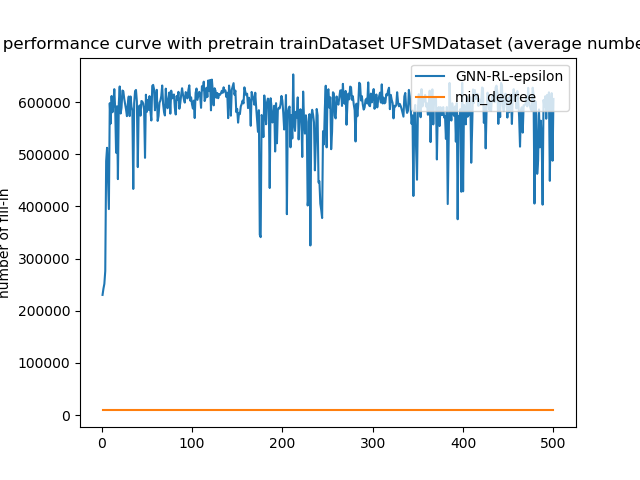 performance curve with pretrain trainDataset UFSMDataset (average numbe
GNN-RL-epsilon
min_degree
number of fill-in
600000
500000
400000
300000
200000
100000
0
0 100 200 300 400 500